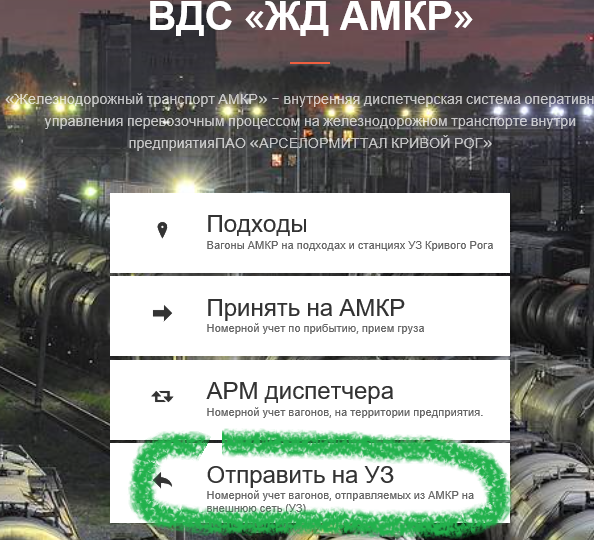 ВДС «ЖД АМКР»
«Железнодорожный транспорт АМКР» – внутренняя диспетчерская система оперативн
управления перевозочным процессом на железнодорожном транспорте внутри
предприятияПАО «АРСЕЛОРМИТТАЛ КРИВОЙ РОГ»
Подходы
Вагоны АМКР на подходах и станциях УЗ Кривого Рога
Принять на АМКР
Номерной учет по прибытию, прием груза
АРМ диспетчера
Номерной учет вагонов, на территории предприятия.
Отправить на УЗ
Номерной учет вагонов, отправляемых из АМКР на
внешнюю сеть (УЗ)